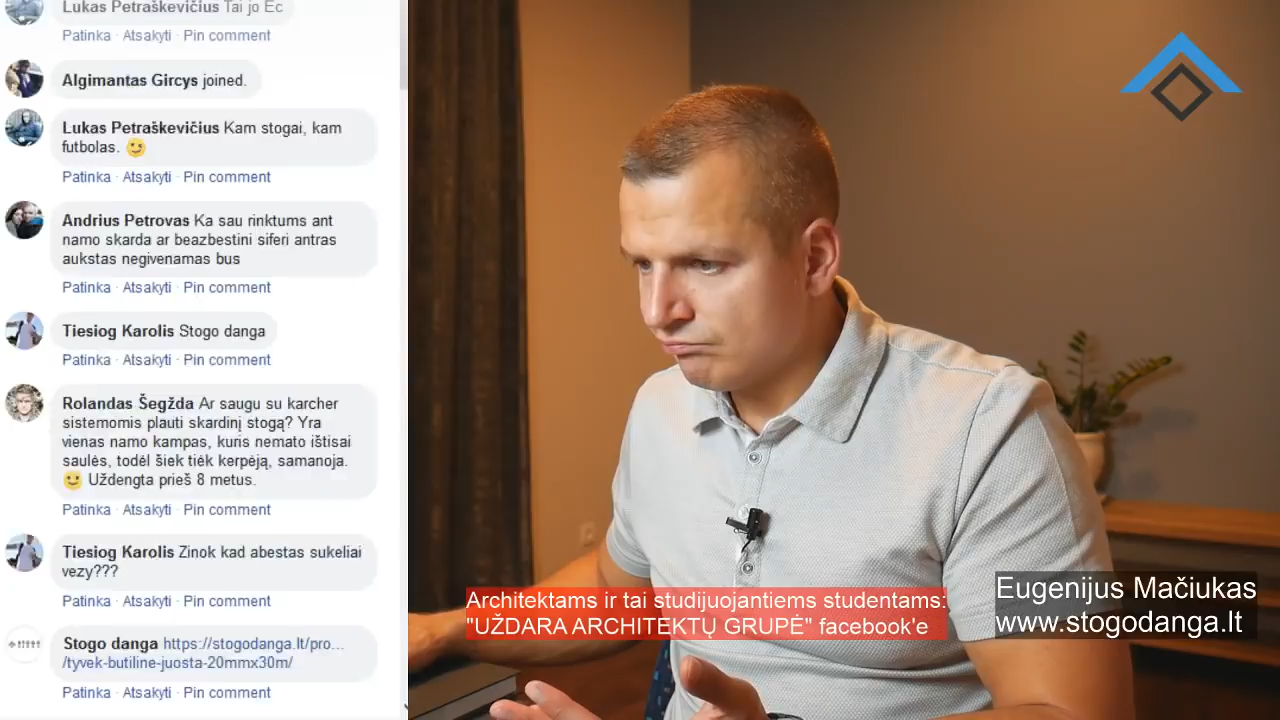 Lukas Petraškevičius Tai jo Ec
Patinka · Atsakyti · Pin comment
Algimantas Gircys joined.
Lukas Petraškevičius Kam stogai, kam
futbolas. 😉
Patinka · Atsakyti · Pin comment
Andrius Petrovas Ka sau rinktums ant
namo skarda ar beazbestini siferi antras
aukstas negivenamas bus
Patinka · Atsakyti · Pin comment
Tiesiog Karolis Stogo danga
Patinka · Atsakyti · Pin comment
Rolandas Šegžda Ar saugu su karcher
sistemomis plauti skardinį stogą? Yra
vienas namo kampas, kuris nemato ištisai
saulės, todėl šiek tiėk kerpėją, samanoja.
🙂 Uždengta prieš 8 metus.
Patinka · Atsakyti · Pin comment
Tiesiog Karolis Zinok kad abestas sukeliai
vezy???
Patinka · Atsakyti · Pin comment
Stogo danga https://stogodanga.lt/pro...
/tyvek-butiline-juosta-20mmx30m/
Patinka · Atsakyti · Pin comment
Architektams ir tai studijuojantiems studentams:
"UŽDARA ARCHITEKTŲ GRUPĖ" facebook'e
Eugenijus Mačiukas
www.stogodanga.lt